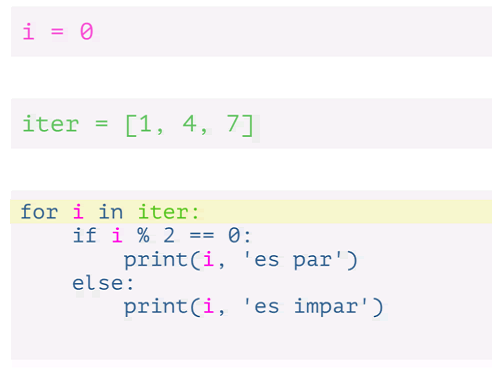 i = 0
iter = [1, 4, 7]
for i in iter:
    if i % 2 == 0:
        print(i, 'es par')
    else:
        print(i, 'es impar')